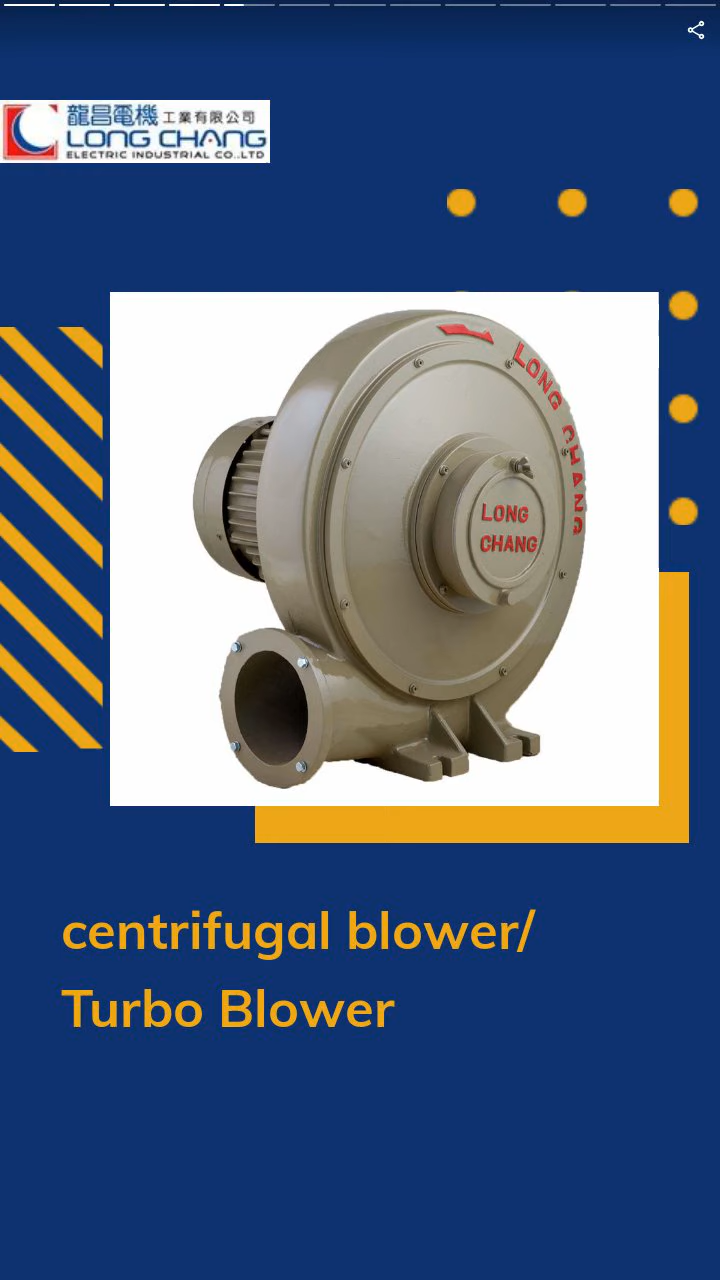 龍昌電機工業有限公司
LONG CHANG
ELECTRIC INDUSTRIAL CO.,LTD
LONG CHANG
LONG
CHANG
centrifugal blower/
Turbo Blower